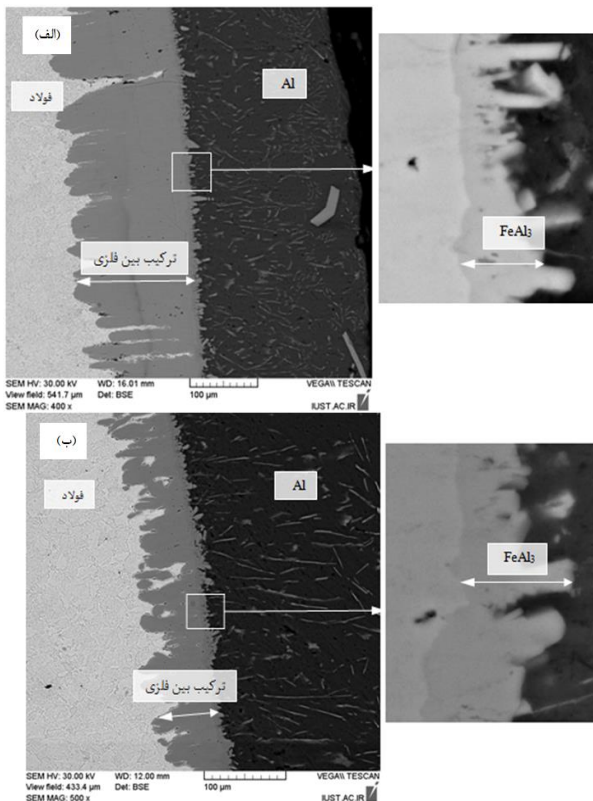 (الف)
فولاد
Al
ترکیب بین فلزی
FeAl₃
SEM HV: 30.00 kV WD: 16.01 mm VEGA\\ TESCAN
View field: 541.7 µm Det: BSE 100 µm
SEM MAG: 400 x IUST.AC.IR
(ب)
فولاد
Al
ترکیب بین فلزی
FeAl₃
SEM HV: 30.00 kV WD: 12.00 mm VEGA\\ TESCAN
View field: 433.4 µm Det: BSE 100 µm
SEM MAG: 500 x IUST.AC.IR